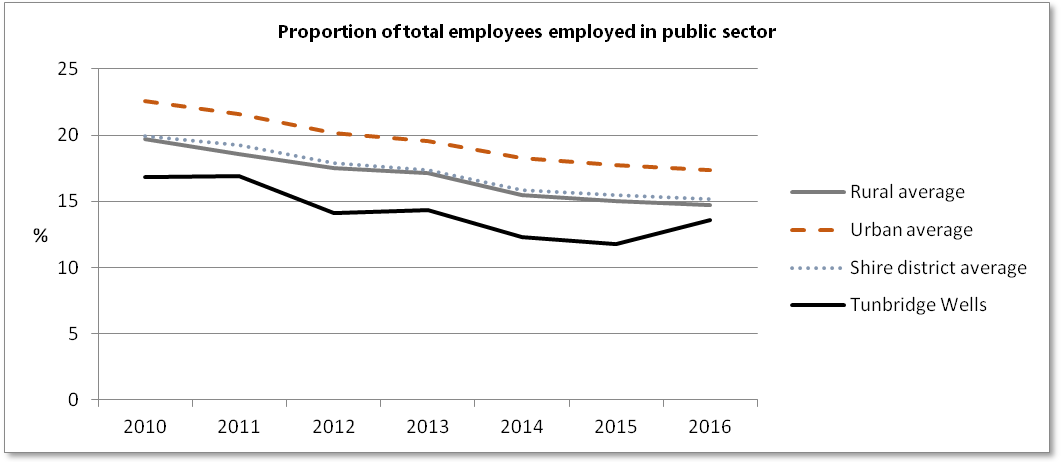 Proportion of total employees employed in public sector
25
20
15
%
10
5
0
2010 2011 2012 2013 2014 2015 2016
Rural average
Urban average
Shire district average
Tunbridge Wells